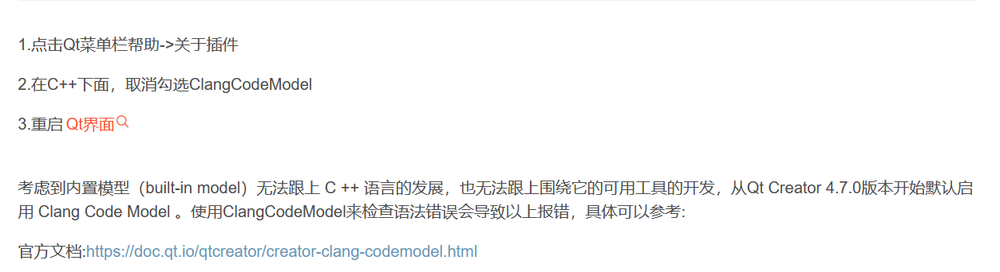 1.点击Qt菜单栏帮助->关于插件
2.在C++下面，取消勾选ClangCodeModel
3.重启 Qt界面
考虑到内置模型（built-in model）无法跟上 C ++ 语言的发展，也无法跟上围绕它的可用工具的开发，从Qt Creator 4.7.0版本开始默认启
用 Clang Code Model 。使用ClangCodeModel来检查语法错误会导致以上报错，具体可以参考:
官方文档:https://doc.qt.io/qtcreator/creator-clang-codemodel.html